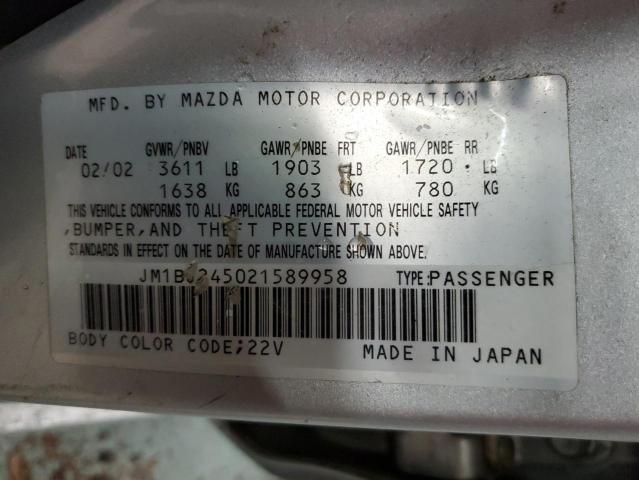 MFD. BY MAZDA MOTOR CORPORATION
DATE GVWR/PNBV GAWR/PNBE FRT GAWR/PNBE RR
02/02 3611 LB 1903 LB 1720 LB
1638 KG 863 KG 780 KG
THIS VEHICLE CONFORMS TO ALL APPLICABLE FEDERAL MOTOR VEHICLE SAFETY
,BUMPER,AND THEFT PREVENTION
STANDARDS IN EFFECT ON THE DATE OF MANUFACTURE SHOWN ABOVE.
JM1BJ245021589958 TYPE:PASSENGER
BODY COLOR CODE;22V MADE IN JAPAN